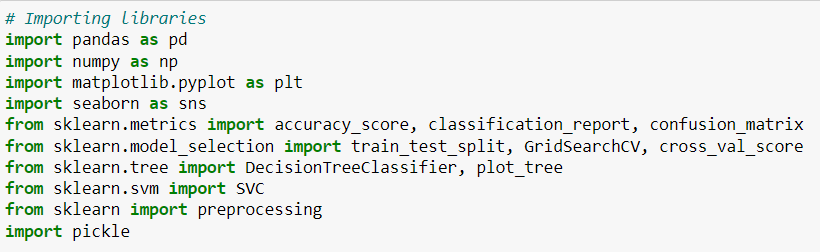 # Importing libraries
import pandas as pd
import numpy as np
import matplotlib.pyplot as plt
import seaborn as sns
from sklearn.metrics import accuracy_score, classification_report, confusion_matrix
from sklearn.model_selection import train_test_split, GridSearchCV, cross_val_score
from sklearn.tree import DecisionTreeClassifier, plot_tree
from sklearn.svm import SVC
from sklearn import preprocessing
import pickle